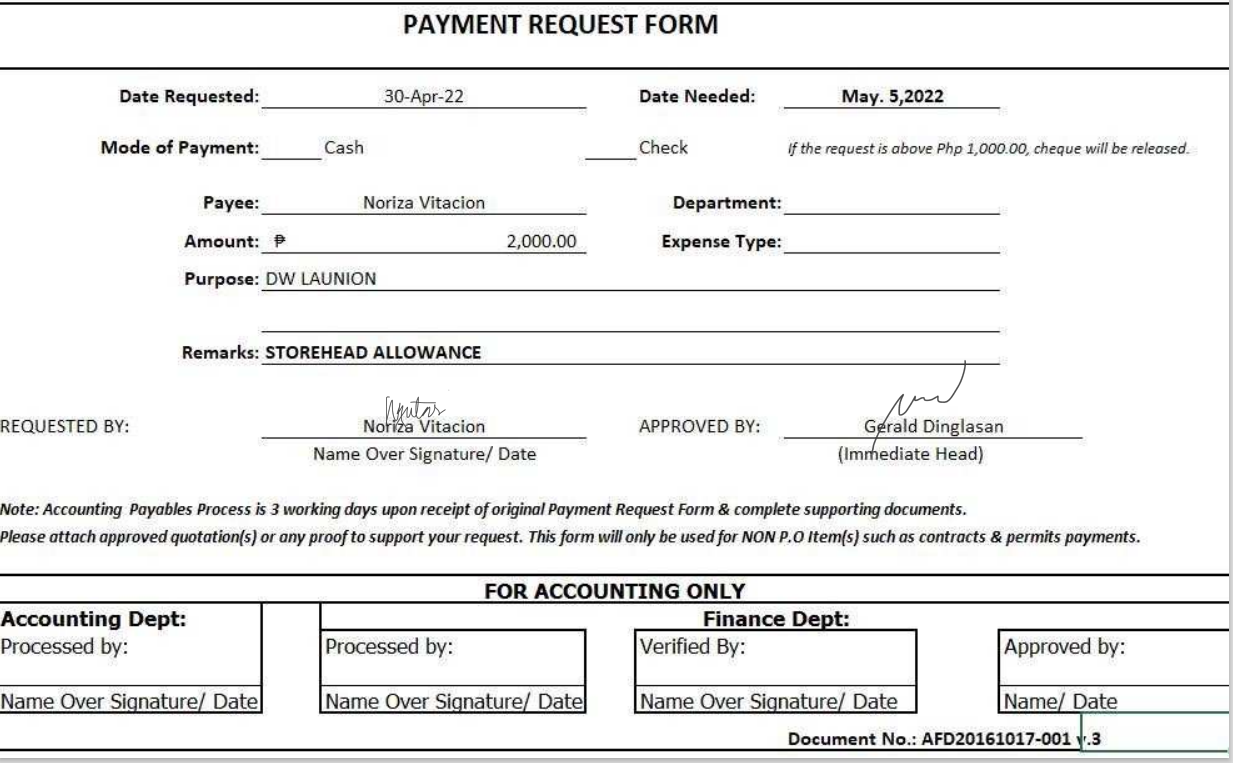 PAYMENT REQUEST FORM
Date Requested: 30-Apr-22 Date Needed: May. 5,2022
Mode of Payment: Cash Check If the request is above Php 1,000.00, cheque will be released.
Payee: Noriza Vitacion Department:
Amount: ₱ 2,000.00 Expense Type:
Purpose: DW LAUNION
Remarks: STOREHEAD ALLOWANCE
REQUESTED BY: Noriza Vitacion APPROVED BY: Gerald Dinglasan
Name Over Signature/ Date (Immediate Head)
Note: Accounting Payables Process is 3 working days upon receipt of original Payment Request Form & complete supporting documents.
Please attach approved quotation(s) or any proof to support your request. This form will only be used for NON P.O Item(s) such as contracts & permits payments.
FOR ACCOUNTING ONLY
Accounting Dept: Finance Dept:
Processed by: Processed by: Verified By: Approved by:
Name Over Signature/ Date Name Over Signature/ Date Name Over Signature/ Date Name/ Date
Document No.: AFD20161017-001 v.3